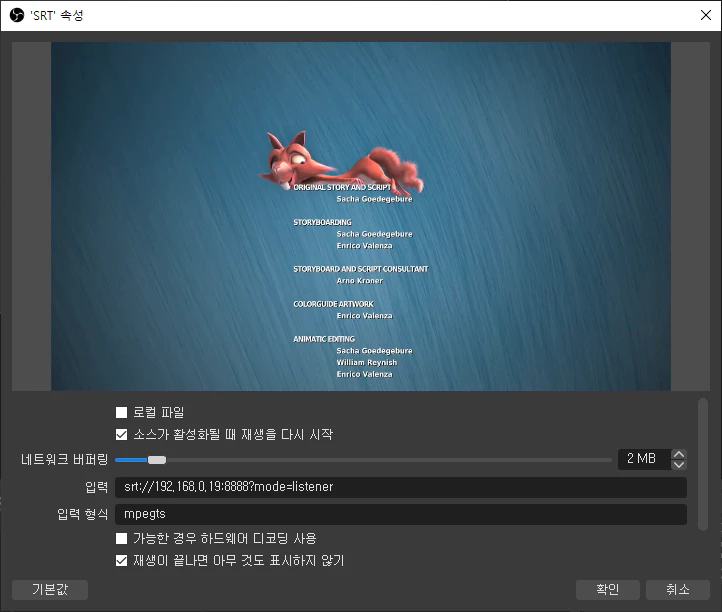 'SRT' 속성
ORIGINAL STORY AND SCRIPT
Sacha Goedegebure
STORYBOARDING
Sacha Goedegebure
Enrico Valenza
STORYBOARD AND SCRIPT CONSULTANT
Arno Kroner
COLORGUIDE ARTWORK
Enrico Valenza
ANIMATIC EDITING
Sacha Goedegebure
William Reynish
Enrico Valenza
로컬 파일
소스가 활성화될 때 재생을 다시 시작
네트워크 버퍼링 2 MB
입력 srt://192.168.0.19:8888?mode=listener
입력 형식 mpegts
가능한 경우 하드웨어 디코딩 사용
재생이 끝나면 아무 것도 표시하지 않기
기본값 확인 취소